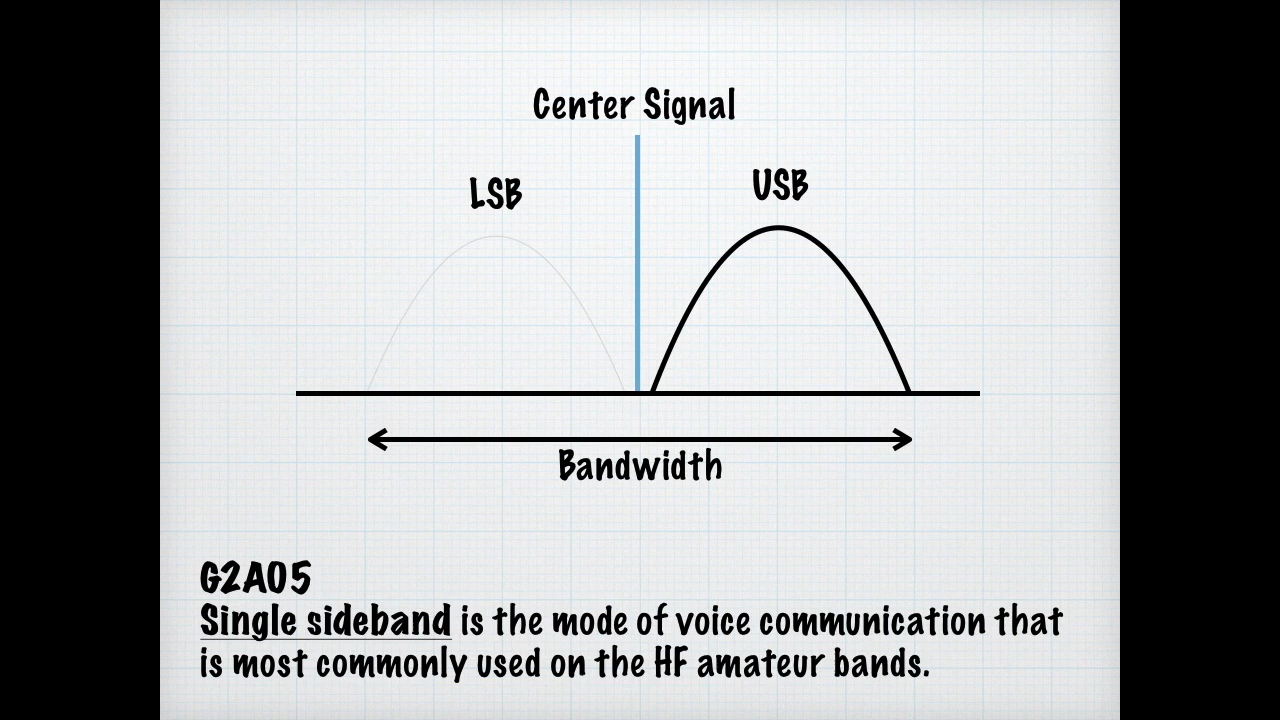 Center Signal
LSB
USB
Bandwidth
G2A05
Single sideband is the mode of voice communication that
is most commonly used on the HF amateur bands.